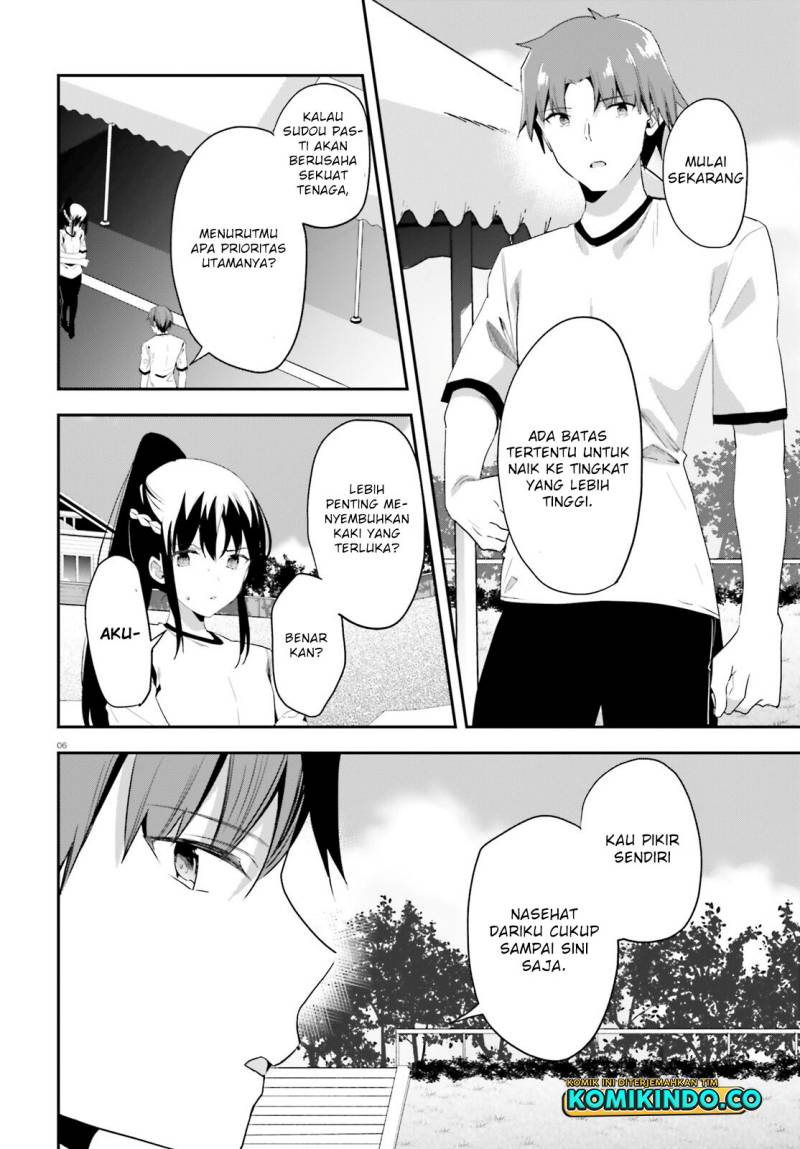 MULAI
SEKARANG
ADA BATAS
TERTENTU UNTUK
NAIK KE TINGKAT
YANG LEBIH
TINGGI.
KALAU
SUDOU PAS-
TI AKAN
BERUSAHA
SEKUAT
TENAGA,
MENURUTMU
APA PRIORITAS
UTAMANYA?
LEBIH
PENTING ME-
NYEMBUHKAN
KAKI YANG
TERLUKA?
BENAR
KAN?
AKU-
06
KAU PIKIR
SENDIRI
NASEHAT
DARIKU CUKUP
SAMPAI SINI
SAJA.
KOMIK INI DITERJEMAHKAN TIM
KOMIKINDO.CO